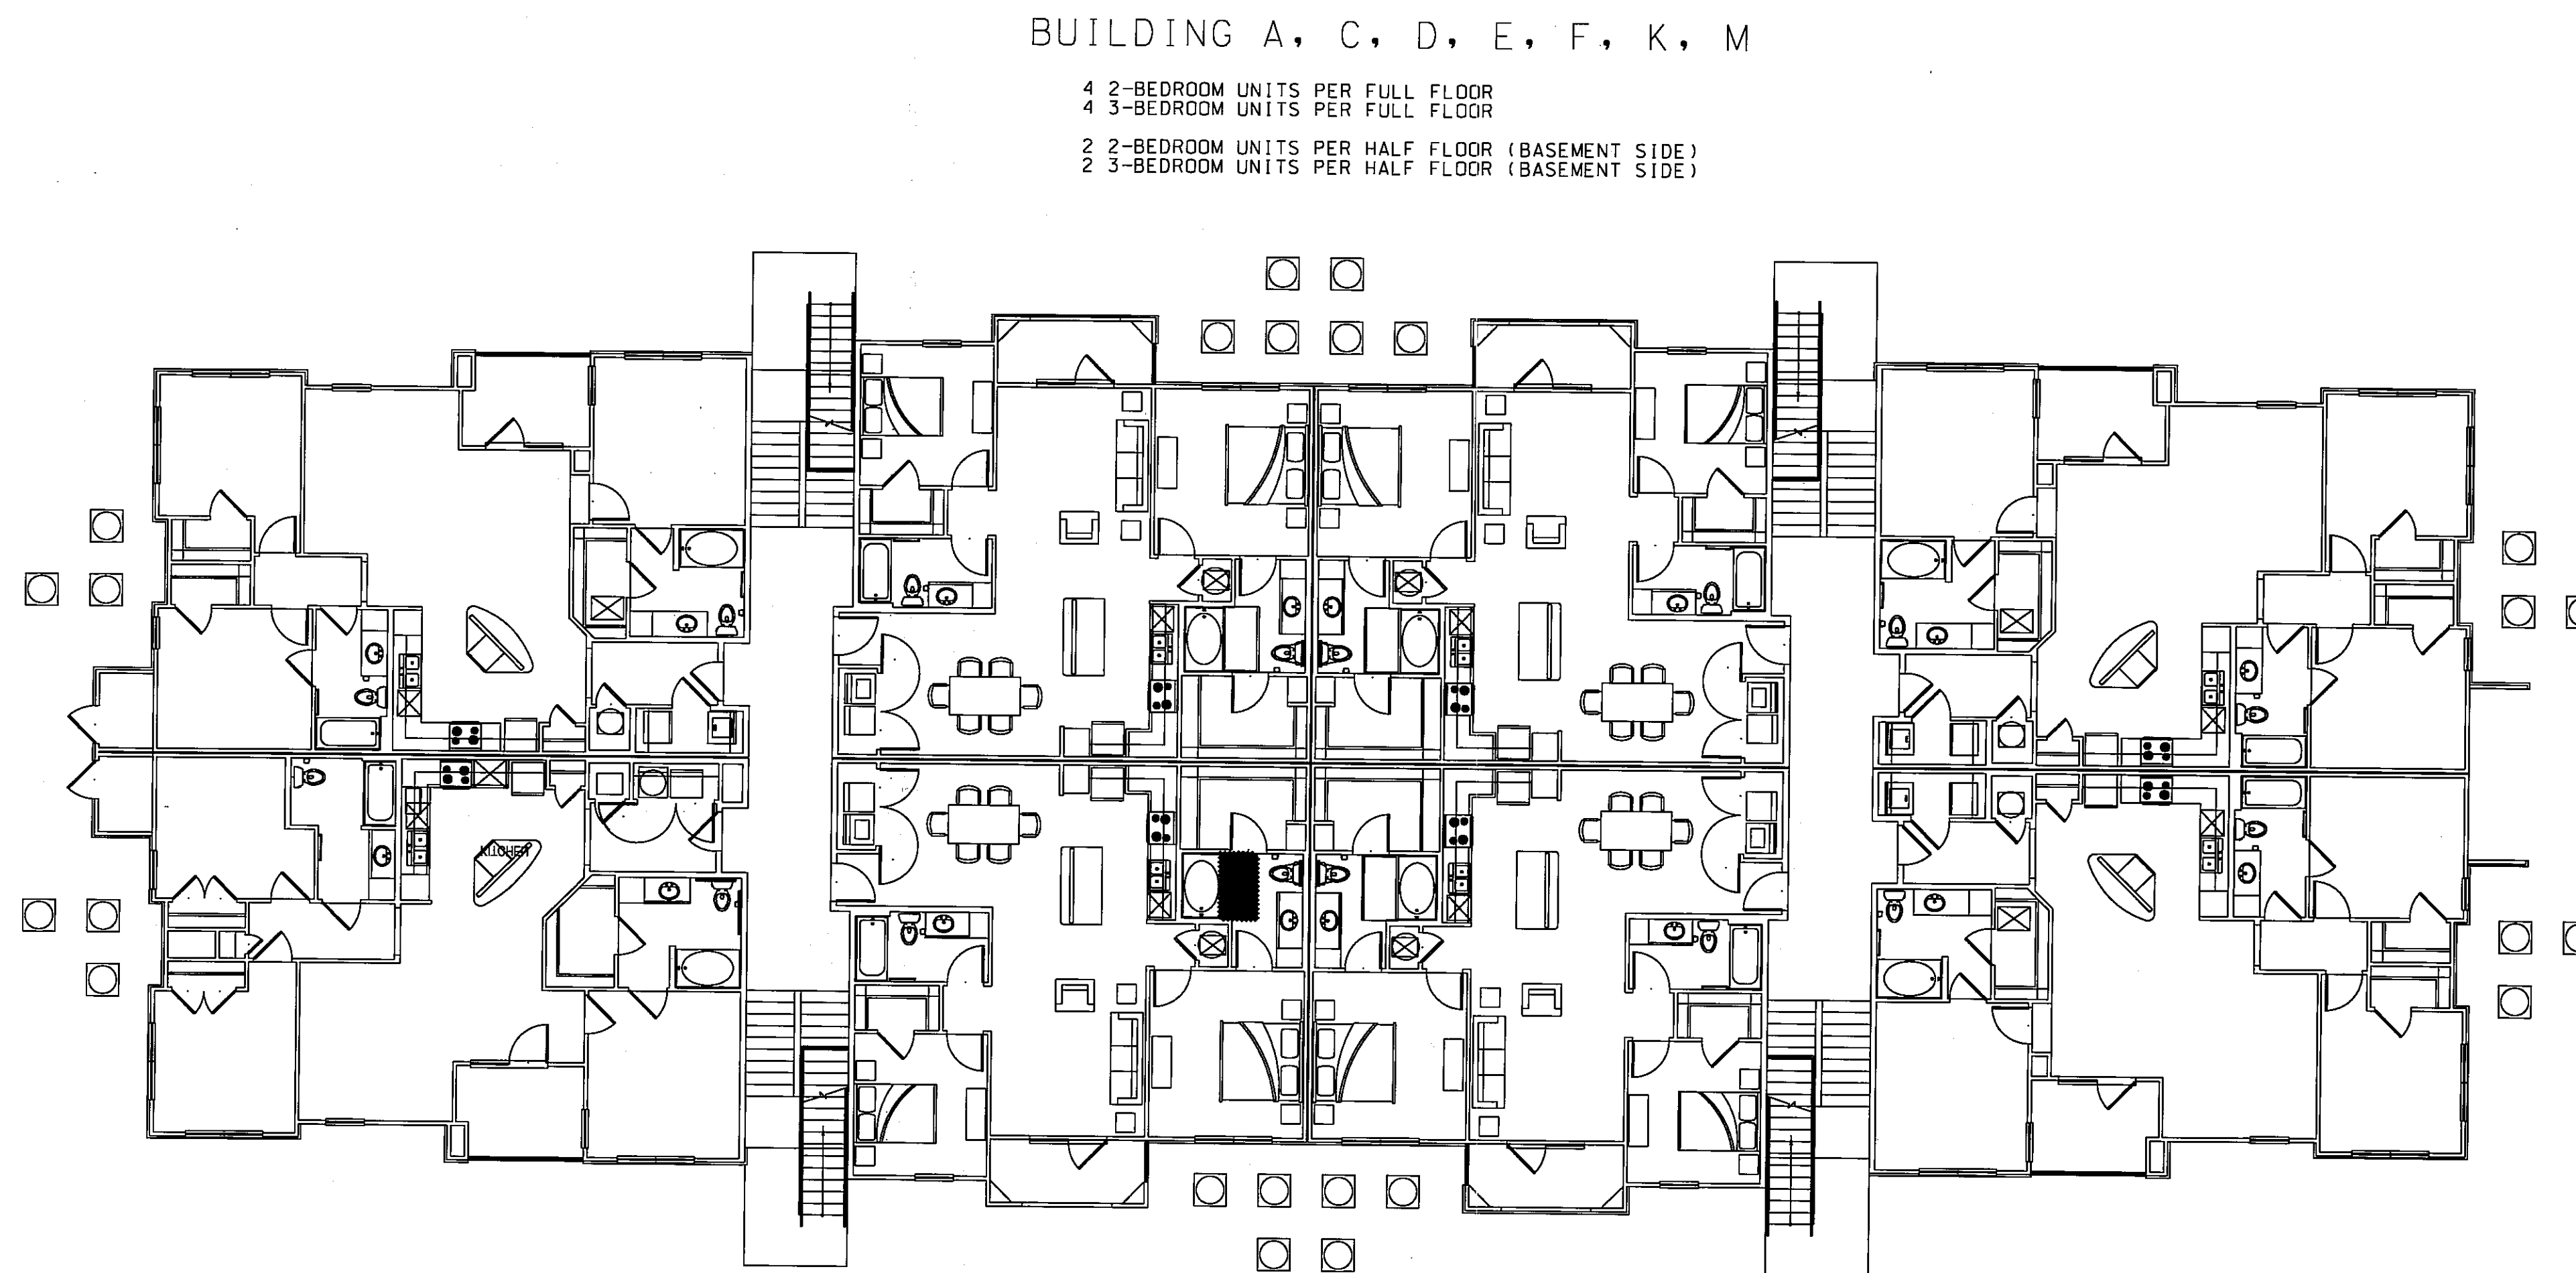 BUILDING A, C, D, E, F, K, M
4 2-BEDROOM UNITS PER FULL FLOOR
4 3-BEDROOM UNITS PER FULL FLOOR
2 2-BEDROOM UNITS PER HALF FLOOR (BASEMENT SIDE)
2 3-BEDROOM UNITS PER HALF FLOOR (BASEMENT SIDE)
KITCHEN